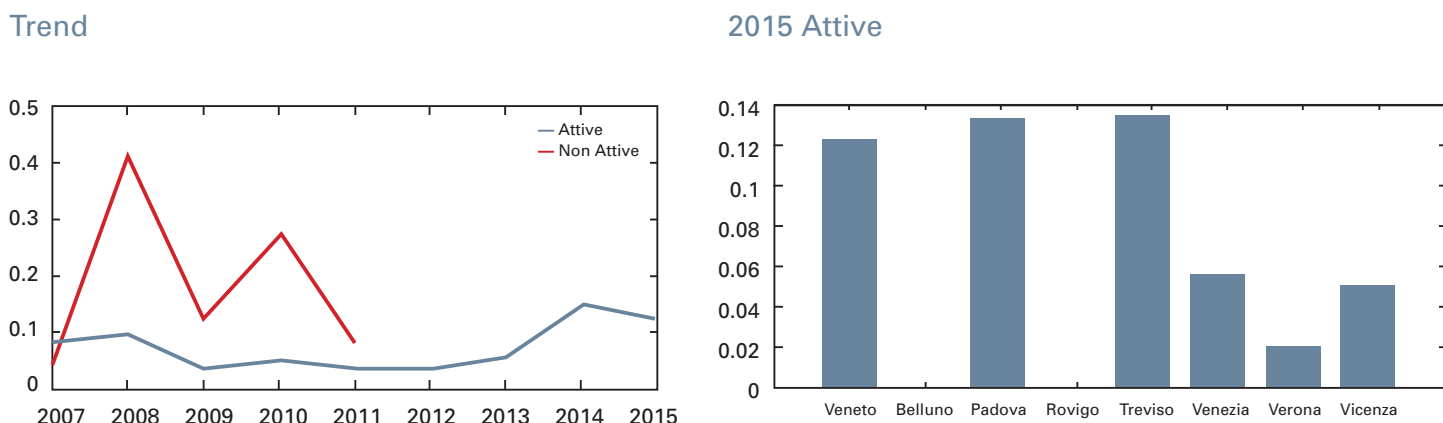 Trend
0.5
0.4
0.3
0.2
0.1
0
Attive
Non Attive
2007 2008 2009 2010 2011 2012 2013 2014 2015
2015 Attive
0.14
0.12
0.1
0.08
0.06
0.04
0.02
0
Veneto Belluno Padova Rovigo Treviso Venezia Verona Vicenza